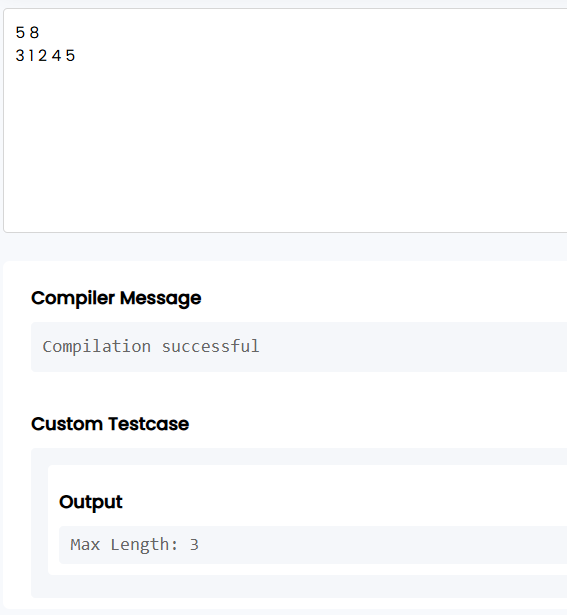 5 8
3 1 2 4 5
Compiler Message
Compilation successful
Custom Testcase
Output
Max Length: 3